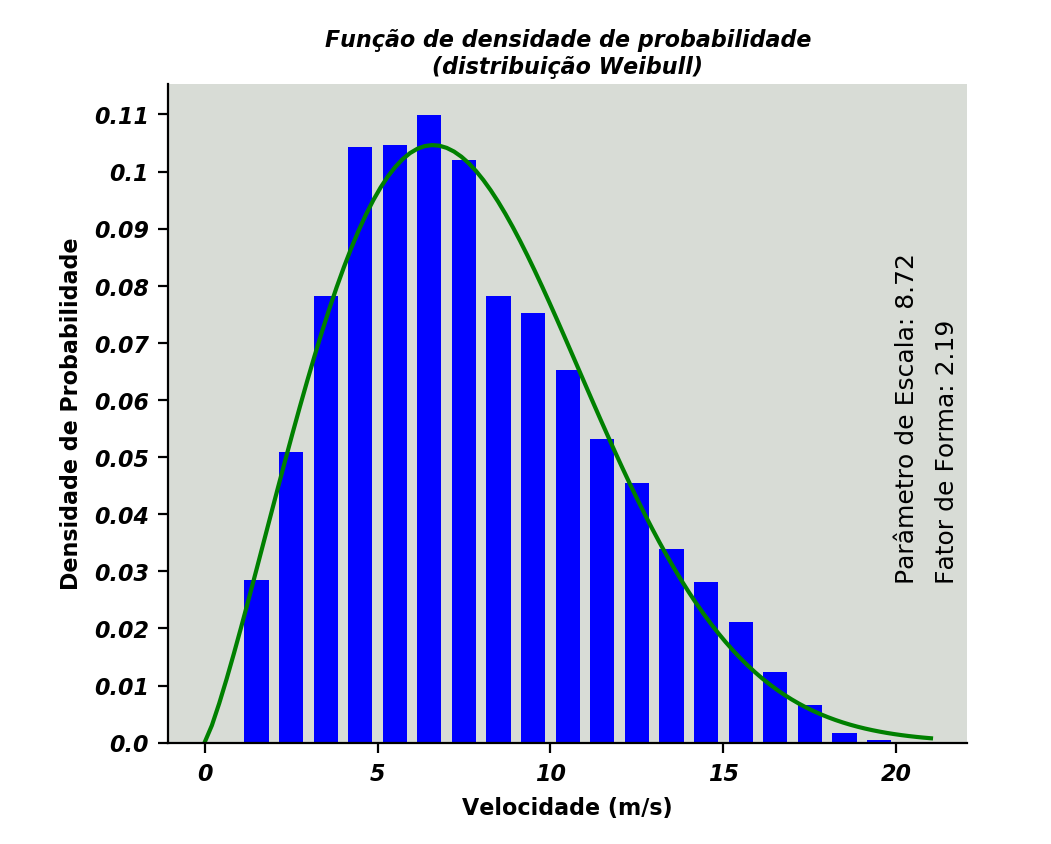 Função de densidade de probabilidade
(distribuição Weibull)
Densidade de Probabilidade
0.11
0.1
0.09
0.08
0.07
0.06
0.05
0.04
0.03
0.02
0.01
0.0
Parâmetro de Escala: 8.72
Fator de Forma: 2.19
0
5
10
15
20
Velocidade (m/s)